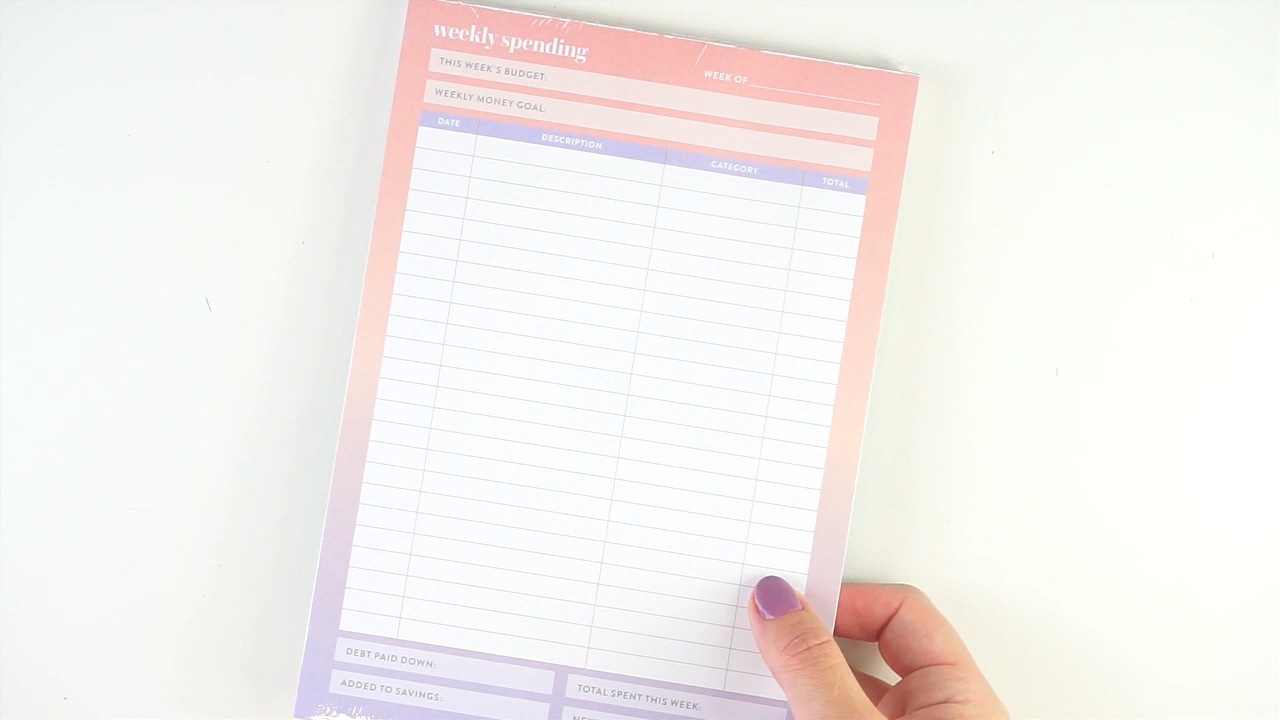 weekly spending
WEEK OF
THIS WEEK'S BUDGET:
WEEKLY MONEY GOAL:
DATE DESCRIPTION CATEGORY TOTAL
DEBT PAID DOWN:
TOTAL SPENT THIS WEEK:
ADDED TO SAVINGS: